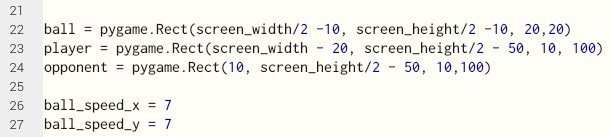 21
22 ball = pygame.Rect(screen_width/2 -10, screen_height/2 -10, 20,20)
23 player = pygame.Rect(screen_width - 20, screen_height/2 - 50, 10, 100)
24 opponent = pygame.Rect(10, screen_height/2 - 50, 10,100)
25
26 ball_speed_x = 7
27 ball_speed_y = 7